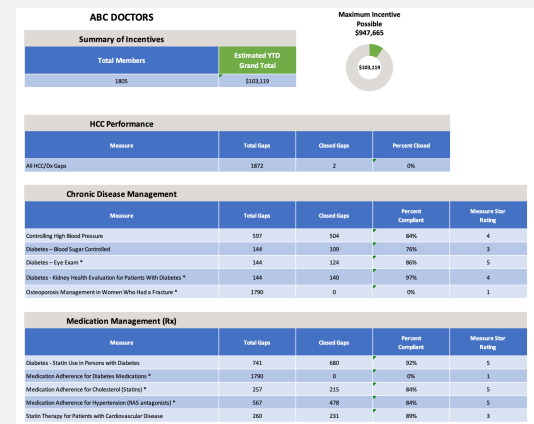 ABC DOCTORS
Maximum Incentive
Possible
$947,665
$103,119
Summary of Incentives
Total Members Estimated YTD Grand Total
1805 $103,119
HCC Performance
Measure Total Gaps Closed Gaps Percent Closed
All HCC/Dx Gaps 1872 2 0%
Chronic Disease Management
Measure Total Gaps Closed Gaps Percent Compliant Measure Star Rating
Controlling High Blood Pressure 597 504 84% 4
Diabetes – Blood Sugar Controlled 144 109 76% 3
Diabetes – Eye Exam * 144 124 86% 5
Diabetes - Kidney Health Evaluation for Patients With Diabetes * 144 140 97% 4
Osteoporosis Management in Women Who Had a Fracture * 1790 0 0% 1
Medication Management (Rx)
Measure Total Gaps Closed Gaps Percent Compliant Measure Star Rating
Diabetes - Statin Use in Persons with Diabetes 741 680 92% 5
Medication Adherence for Diabetes Medications * 1790 0 0% 1
Medication Adherence for Cholesterol (Statins) * 257 215 84% 5
Medication Adherence for Hypertension (RAS antagonists) * 567 478 84% 5
Statin Therapy for Patients with Cardiovascular Disease 260 231 89% 3